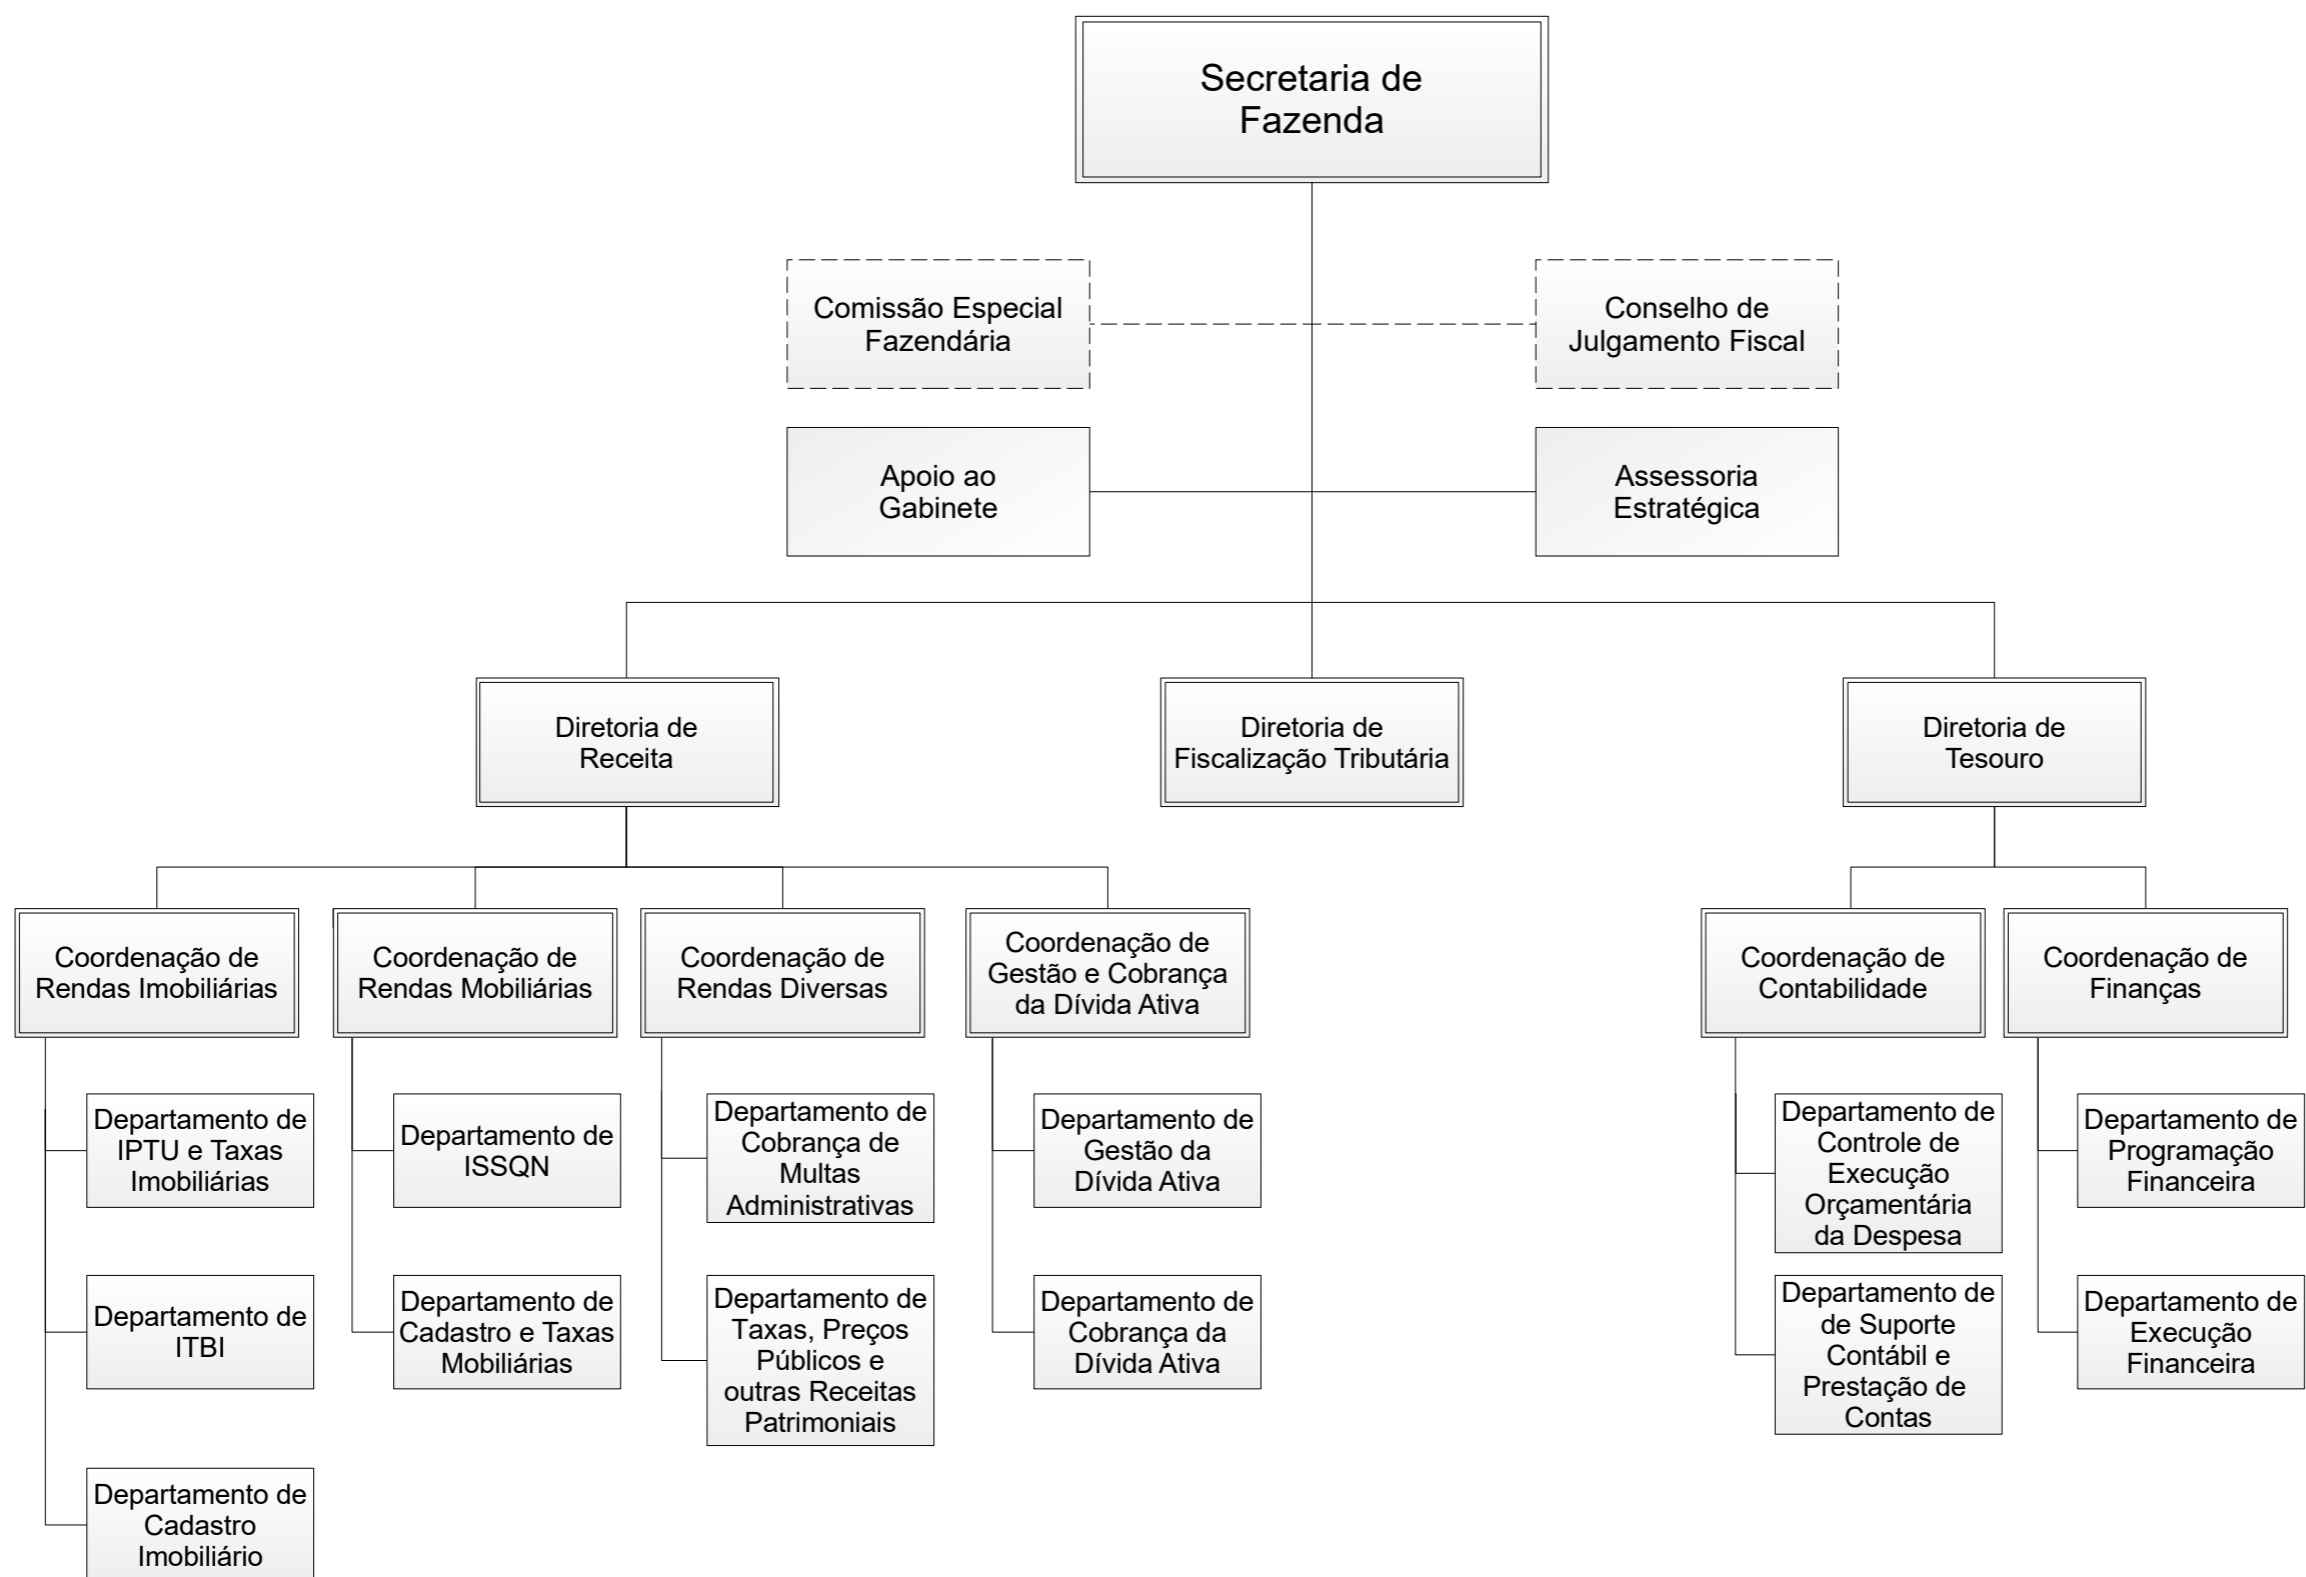 Secretaria de
Fazenda
Comissão Especial
Fazendária
Conselho de
Julgamento Fiscal
Apoio ao
Gabinete
Assessoria
Estratégica
Diretoria de
Receita
Diretoria de
Fiscalização Tributária
Diretoria de
Tesouro
Coordenação de
Rendas Imobiliárias
Coordenação de
Rendas Mobiliárias
Coordenação de
Rendas Diversas
Coordenação de
Gestão e Cobrança
da Dívida Ativa
Coordenação de
Contabilidade
Coordenação de
Finanças
Departamento de
IPTU e Taxas
Imobiliárias
Departamento de
ISSQN
Departamento de
Cobrança de
Multas
Administrativas
Departamento de
Gestão da
Dívida Ativa
Departamento de
Controle de
Execução
Orçamentária
da Despesa
Departamento de
Programação
Financeira
Departamento de
ITBI
Departamento de
Cadastro e Taxas
Mobiliárias
Departamento de
Taxas, Preços
Públicos e
outras Receitas
Patrimoniais
Departamento de
Cobrança da
Dívida Ativa
Departamento de
de Suporte
Contábil e
Prestação de
Contas
Departamento de
Execução
Financeira
Departamento de
Cadastro
Imobiliário